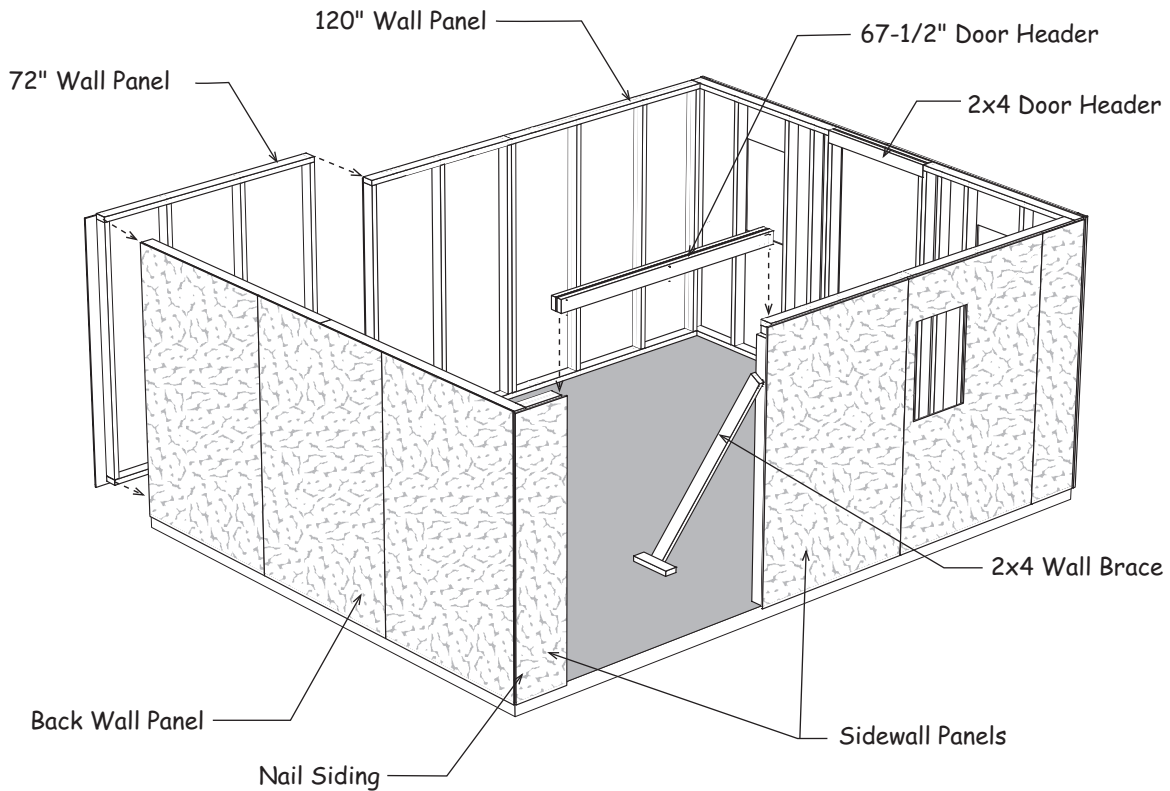 120" Wall Panel
67-1/2" Door Header
72" Wall Panel
2x4 Door Header
2x4 Wall Brace
Back Wall Panel
Sidewall Panels
Nail Siding